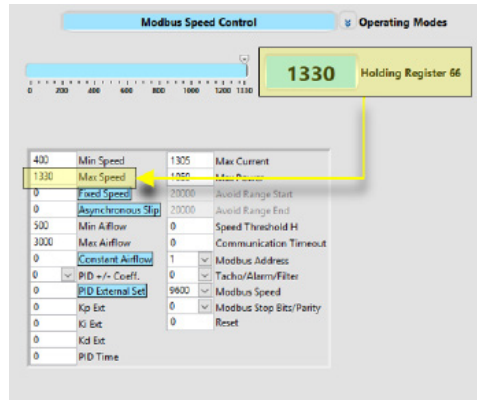 Modbus Speed Control
Operating Modes
1330
Holding Register 66
0 200 400 600 800 1000 1200 1330
400 Min Speed 1305 Max Current
1330 Max Speed 1050 Max Power
0 Fixed Speed 20000 Avoid Range Start
0 Asynchronous Slip 20000 Avoid Range End
500 Min Aiflow 0 Speed Threshold H
3000 Max Airflow 0 Communication Timeout
0 Constant Airflow 1 Modbus Address
0 PID +/- Coeff. 0 Tacho/Alarm/Filter
0 PID External Set 9600 Modbus Speed
0 Kp Ext 0 Modbus Stop Bits/Parity
0 Ki Ext 0 Reset
0 Kd Ext
0 PID Time